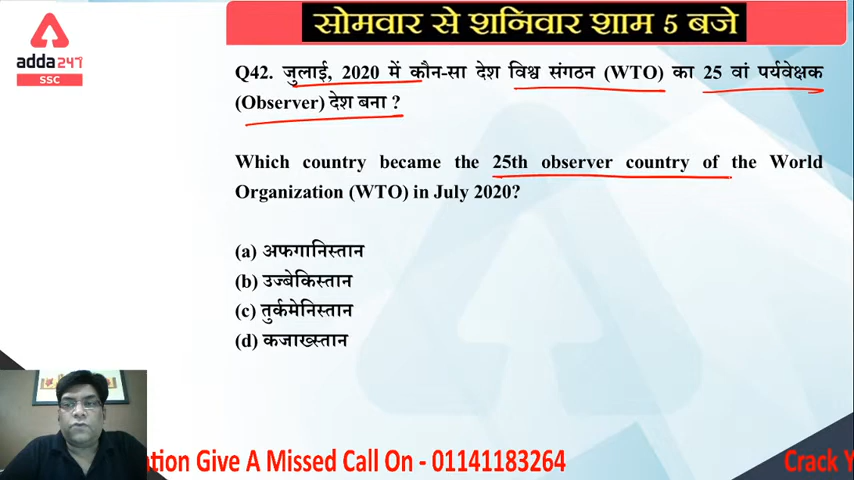 सोमवार से शनिवार शाम 5 बजे
adda247
SSC
Q42. जुलाई, 2020 में कौन-सा देश विश्व संगठन (WTO) का 25 वां पर्यवेक्षक
(Observer) देश बना ?
Which country became the 25th observer country of the World
Organization (WTO) in July 2020?
(a) अफगानिस्तान
(b) उज्बेकिस्तान
(c) तुर्कमेनिस्तान
(d) कजाख्स्तान
ation Give A Missed Call On - 01141183264
Crack Y